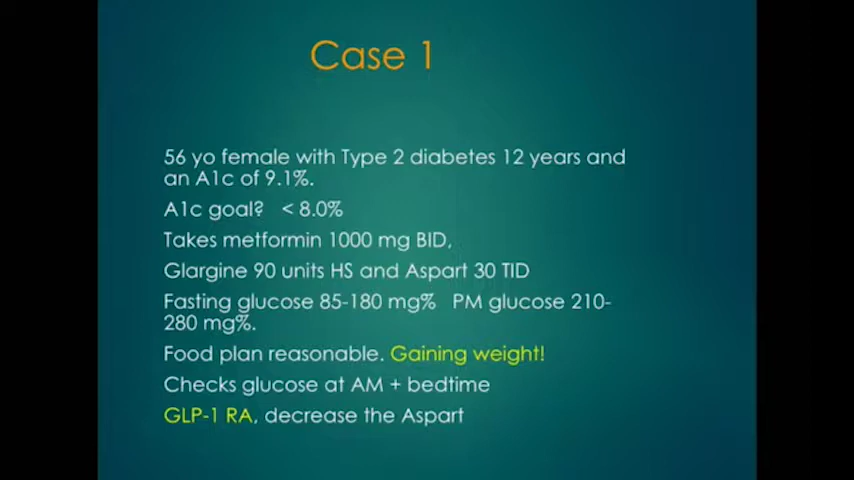 Case 1
56 yo female with Type 2 diabetes 12 years and
an A1c of 9.1%.
A1c goal? < 8.0%
Takes metformin 1000 mg BID,
Glargine 90 units HS and Aspart 30 TID
Fasting glucose 85-180 mg% PM glucose 210-
280 mg%.
Food plan reasonable. Gaining weight!
Checks glucose at AM + bedtime
GLP-1 RA, decrease the Aspart